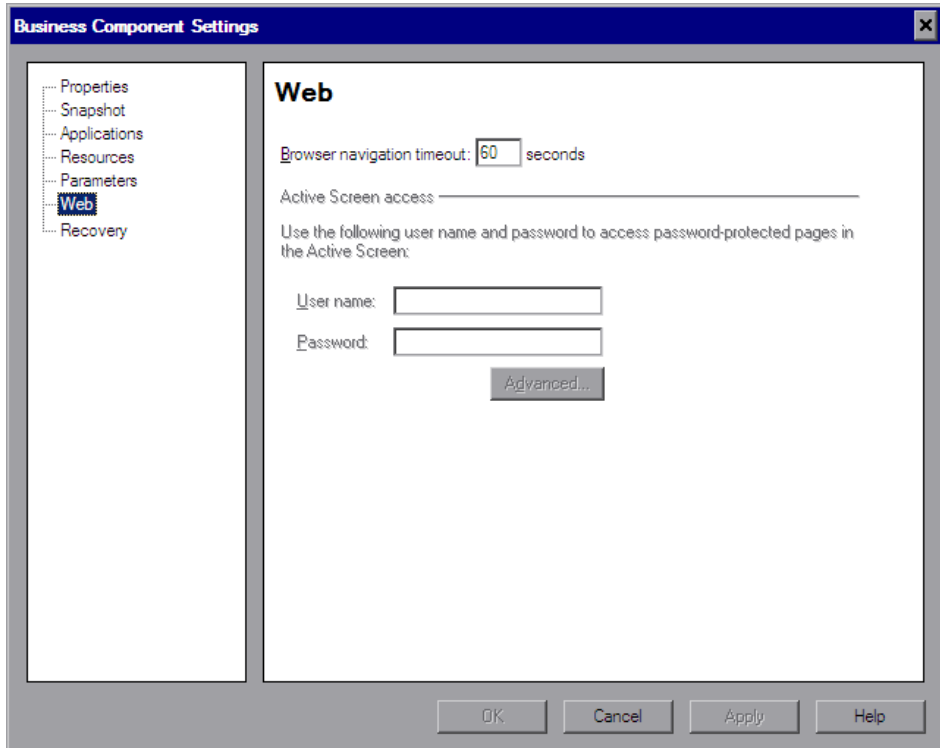 Business Component Settings
Properties
Snapshot
Applications
Resources
Parameters
Web
Recovery
Web
Browser navigation timeout: 60 seconds
Active Screen access
Use the following user name and password to access password-protected pages in
the Active Screen:
User name:
Password:
Advanced...
OK Cancel Apply Help